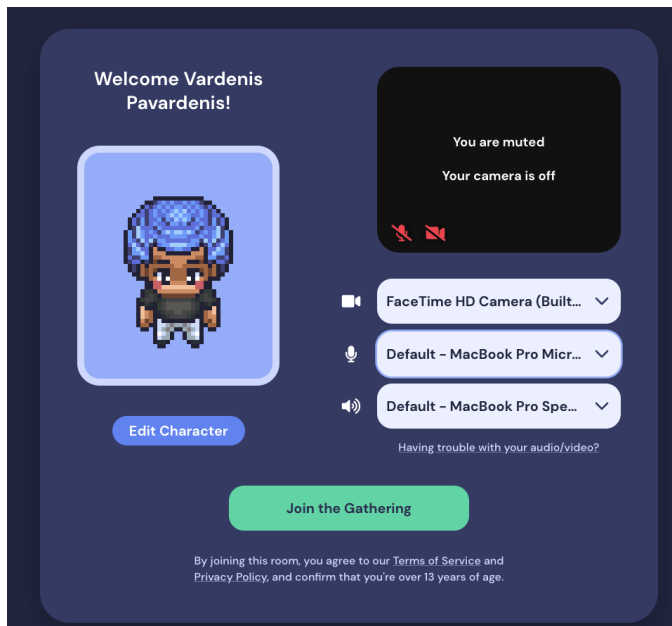 Welcome Vardenis
Pavardenis!
You are muted
Your camera is off
FaceTime HD Camera (Built...
Default - MacBook Pro Micr...
Default - MacBook Pro Spe...
Having trouble with your audio/video?
Edit Character
Join the Gathering
By joining this room, you agree to our Terms of Service and
Privacy Policy, and confirm that you're over 13 years of age.